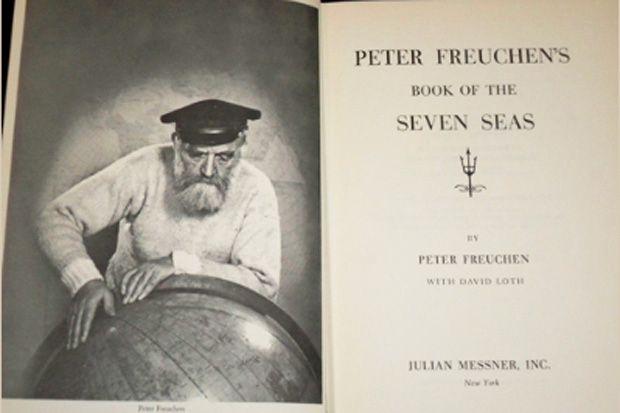 Peter Freuchen
PETER FREUCHEN'S
BOOK OF THE
SEVEN SEAS
BY
PETER FREUCHEN
WITH DAVID LOTH
JULIAN MESSNER, INC.
New York